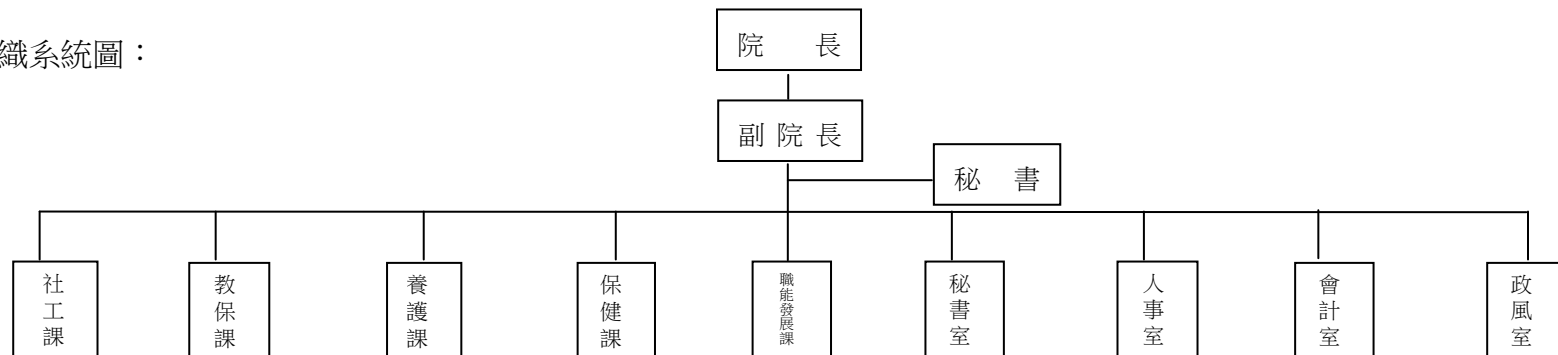 織系統圖：
院 長
副 院 長
秘 書
社工課
教保課
養護課
保健課
職能發展課
秘書室
人事室
會計室
政風室